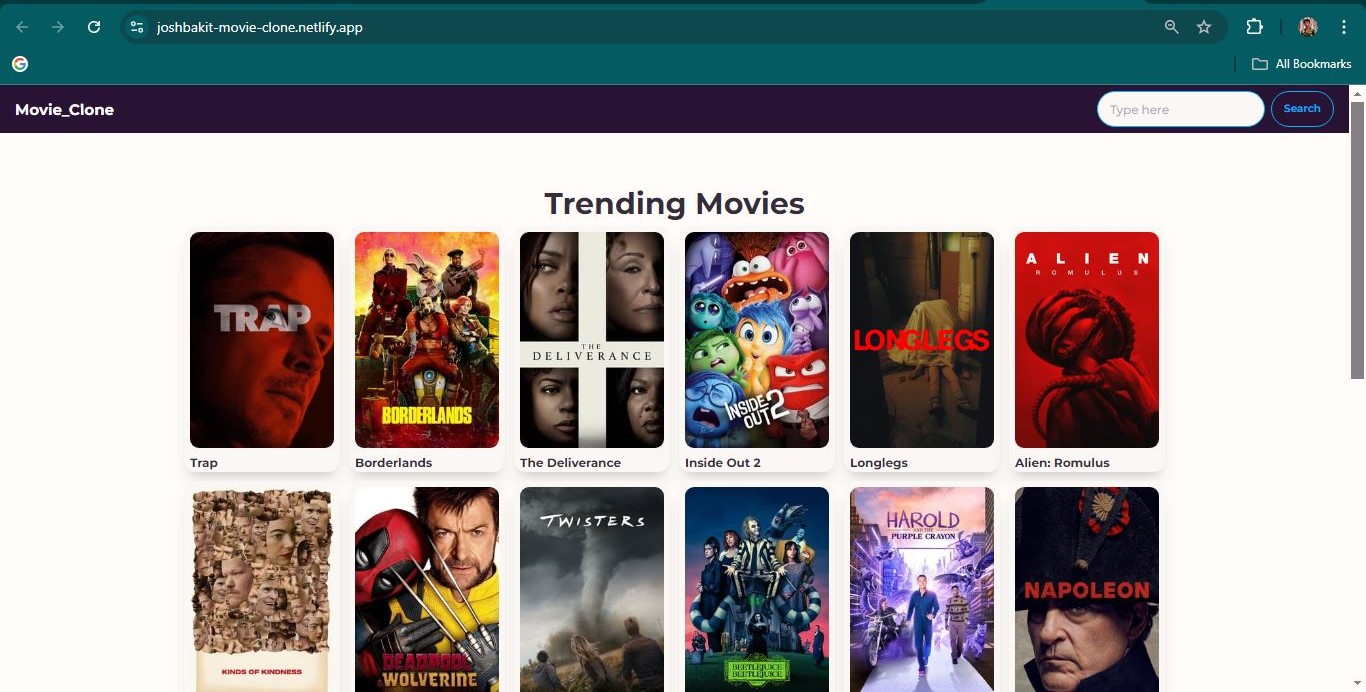 joshbakit-movie-clone.netlify.app
All Bookmarks
Movie_Clone
Type here
Search
Trending Movies
TRAP
BORDERLANDS
THE
DELIVERANCE
INSIDE
OUT 2
LONGLEGS
ALIEN
ROMULUS
Trap
Borderlands
The Deliverance
Inside Out 2
Longlegs
Alien: Romulus
KINDS OF KINDNESS
DEADPOOL
WOLVERINE
TWISTERS
BEETLEJUICE
BEETLEJUICE
HAROLD
AND THE
PURPLE CRAYON
NAPOLEON